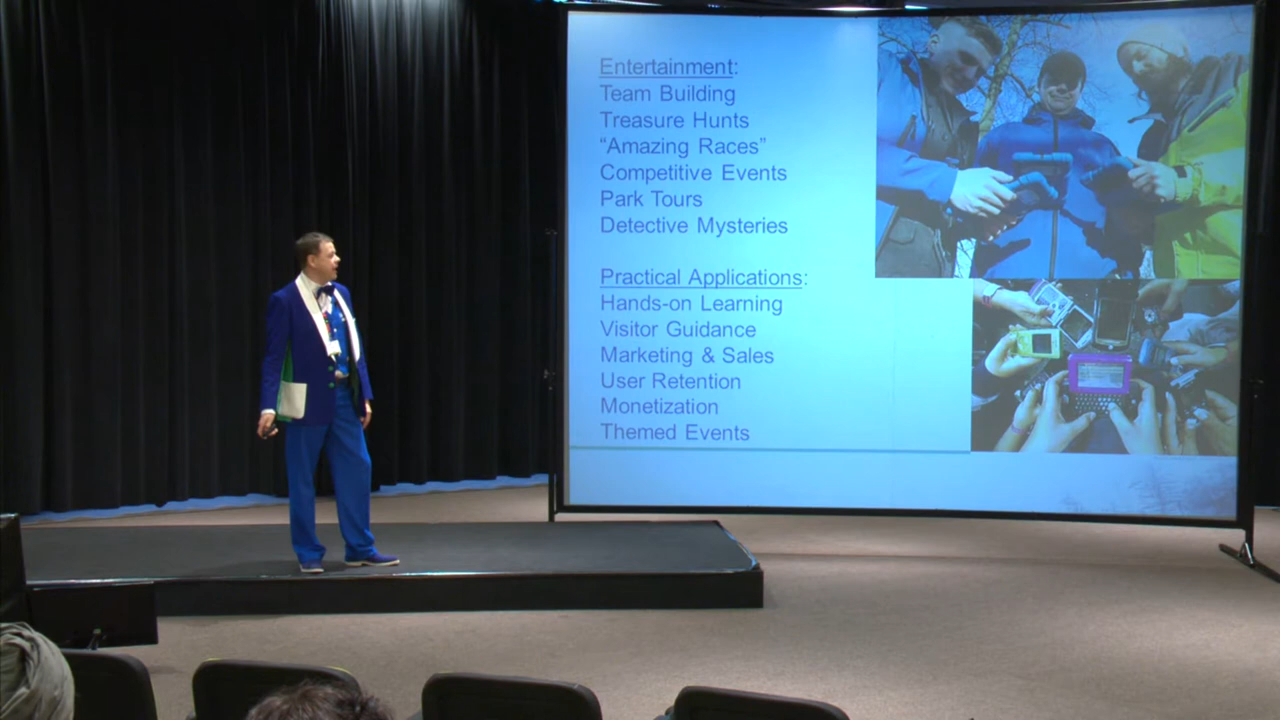 Entertainment:
Team Building
Treasure Hunts
“Amazing Races”
Competitive Events
Park Tours
Detective Mysteries
Practical Applications:
Hands-on Learning
Visitor Guidance
Marketing & Sales
User Retention
Monetization
Themed Events